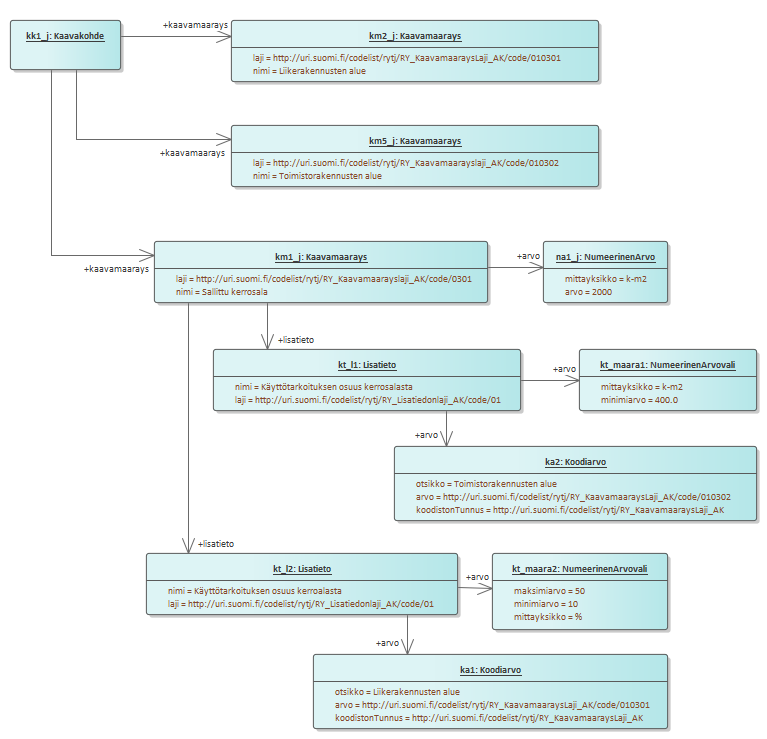 kk1_j: Kaavakohde
+kaavamaarays
km2_j: Kaavamaarays
laji = http://uri.suomi.fi/codelist/rytj/RY_KaavamaaraysLaji_AK/code/010301
nimi = Liikerakennusten alue
+kaavamaarays
km5_j: Kaavamaarays
laji = http://uri.suomi.fi/codelist/rytj/RY_Kaavamaarayslaji_AK/code/010302
nimi = Toimistorakennusten alue
+kaavamaarays
km1_j: Kaavamaarays
laji = http://uri.suomi.fi/codelist/rytj/RY_Kaavamaarayslaji_AK/code/0301
nimi = Sallittu kerrosala
+arvo
na1_j: NumeerinenArvo
mittayksikko = k-m2
arvo = 2000
+lisatieto
kt_l1: Lisatieto
nimi = Käyttötarkoituksen osuus kerrosalasta
laji = http://uri.suomi.fi/codelist/rytj/RY_Lisatiedonlaji_AK/code/01
+arvo
kt_maara1: NumeerinenArvovali
mittayksikko = k-m2
minimiarvo = 400.0
+arvo
ka2: Koodiarvo
otsikko = Toimistorakennusten alue
arvo = http://uri.suomi.fi/codelist/rytj/RY_KaavamaaraysLaji_AK/code/010302
koodistonTunnus = http://uri.suomi.fi/codelist/rytj/RY_KaavamaaraysLaji_AK
+lisatieto
kt_l2: Lisatieto
nimi = Käyttötarkoituksen osuus kerroalasta
laji = http://uri.suomi.fi/codelist/rytj/RY_Lisatiedonlaji_AK/code/01
+arvo
kt_maara2: NumeerinenArvovali
maksimiarvo = 50
minimiarvo = 10
mittayksikko = %
+arvo
ka1: Koodiarvo
otsikko = Liikerakennusten alue
arvo = http://uri.suomi.fi/codelist/rytj/RY_KaavamaaraysLaji_AK/code/010301
koodistonTunnus = http://uri.suomi.fi/codelist/rytj/RY_KaavamaaraysLaji_AK